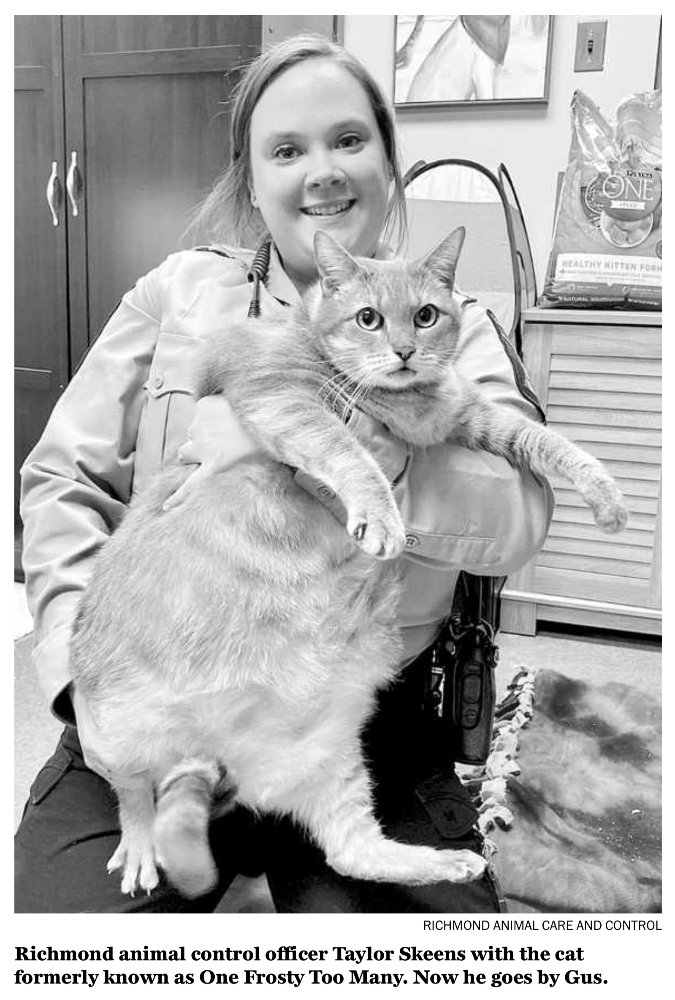 ONE
HEALTHY KITTEN FORM
NATURAL
RICHMOND ANIMAL CARE AND CONTROL
Richmond animal control officer Taylor Skeens with the cat
formerly known as One Frosty Too Many. Now he goes by Gus.